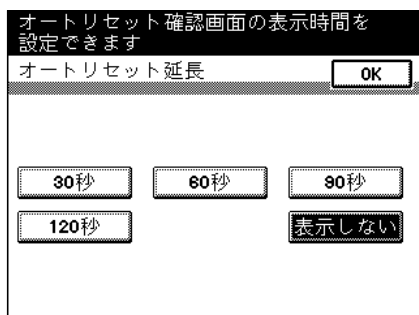 オートリセット確認画面の表示時間を
設定できます
オートリセット延長 OK
30秒 60秒 90秒
120秒 表示しない